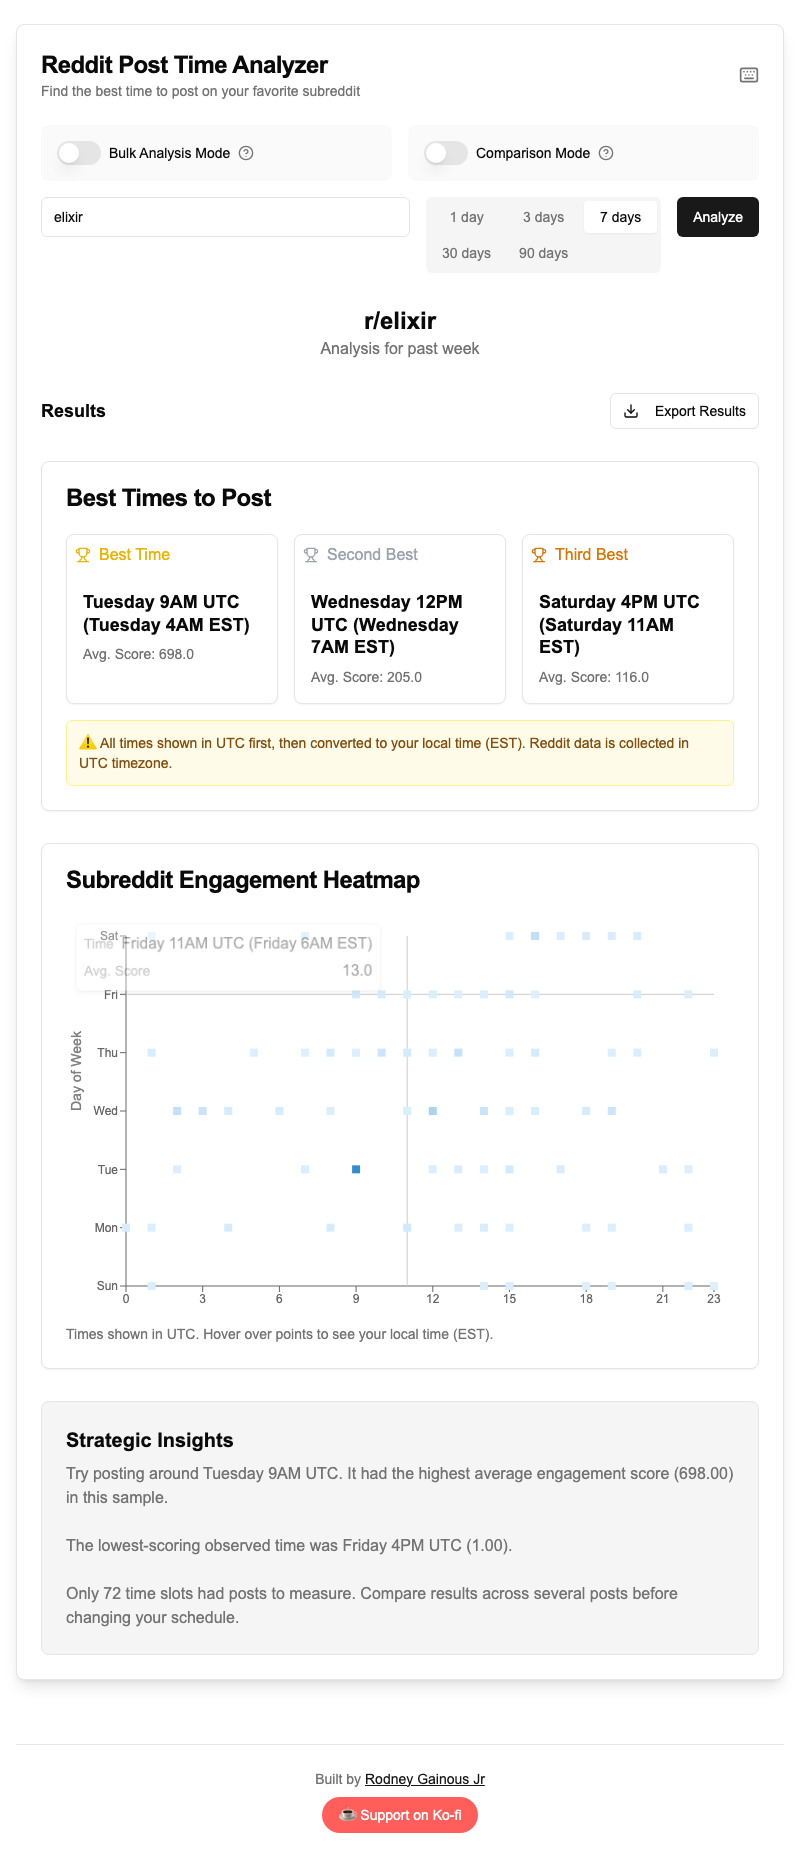 Reddit Post Time Analyzer
Find the best time to post on your favorite subreddit
Bulk Analysis Mode
Comparison Mode
elixir
1 day
3 days
7 days
Analyze
30 days
90 days
r/elixir
Analysis for past week
Results
Export Results
Best Times to Post
Best Time
Tuesday 9AM UTC
(Tuesday 4AM EST)
Avg. Score: 698.0
Second Best
Wednesday 12PM
UTC (Wednesday
7AM EST)
Avg. Score: 205.0
Third Best
Saturday 4PM UTC
(Saturday 11AM
EST)
Avg. Score: 116.0
⚠️ All times shown in UTC first, then converted to your local time (EST). Reddit data is collected in
UTC timezone.
Subreddit Engagement Heatmap
Time Friday 11AM UTC (Friday 6AM EST)
Avg. Score 13.0
Day of Week
Sat
Fri
Thu
Wed
Tue
Mon
Sun
0 3 6 9 12 15 18 21 23
Times shown in UTC. Hover over points to see your local time (EST).
Strategic Insights
Try posting around Tuesday 9AM UTC. It had the highest average engagement score (698.00)
in this sample.
The lowest-scoring observed time was Friday 4PM UTC (1.00).
Only 72 time slots had posts to measure. Compare results across several posts before
changing your schedule.
Built by Rodney Gainous Jr
☕ Support on Ko-fi